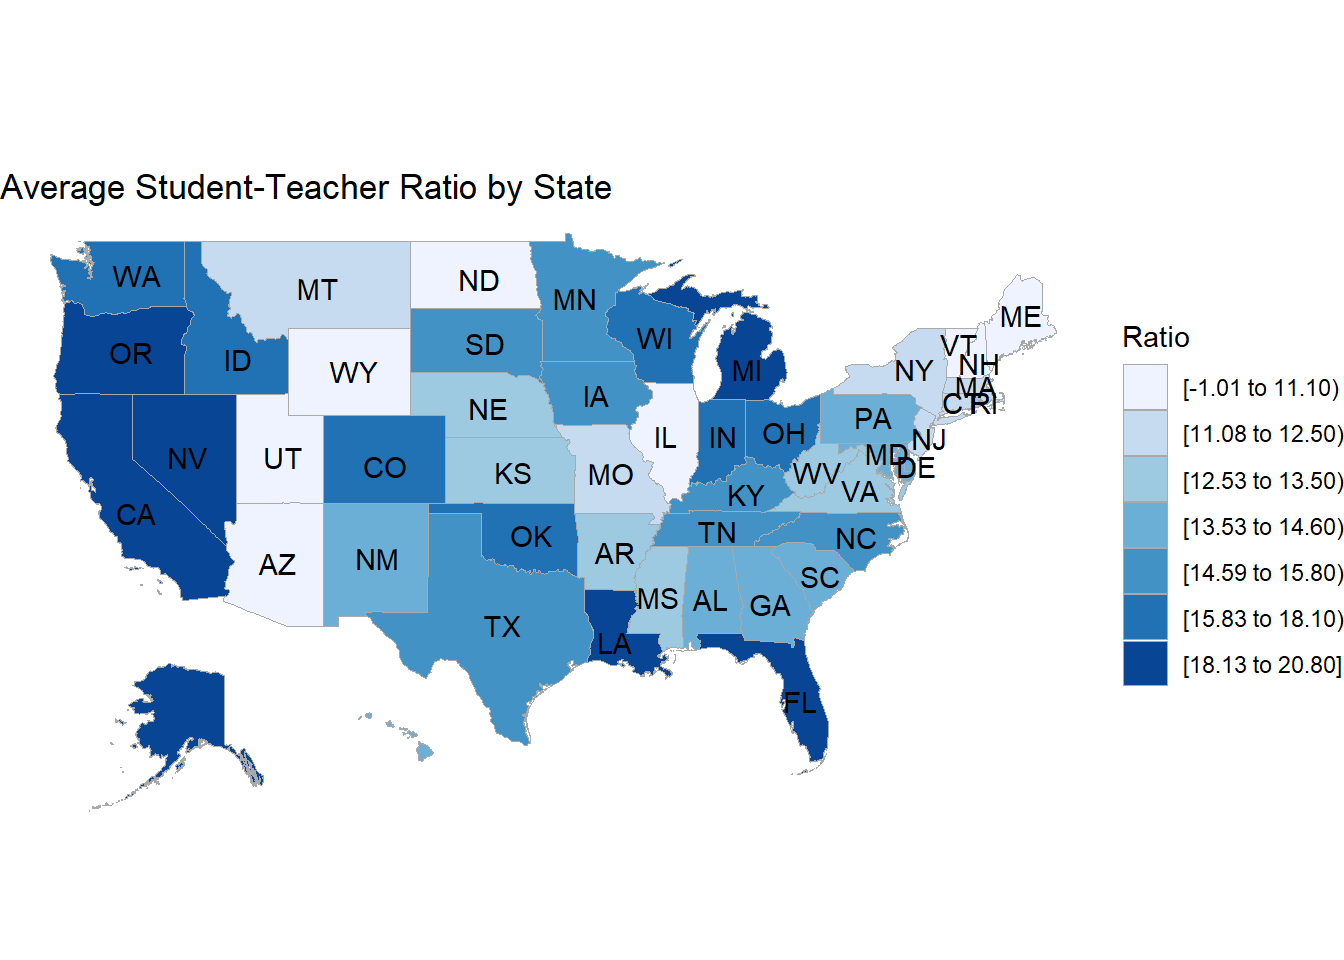 Average Student-Teacher Ratio by State
WA
MT
ND
MN
ME
OR
ID
WY
SD
WI
MI
NY
VT
NH
MA
CT
RI
NE
IA
PA
NJ
NV
UT
CO
KS
MO
IL
IN
OH
MD
DE
WV
VA
KY
CA
AZ
NM
OK
AR
TN
NC
SC
TX
LA
MS
AL
GA
FL
Ratio
[-1.01 to 11.10)
[11.08 to 12.50)
[12.53 to 13.50)
[13.53 to 14.60)
[14.59 to 15.80)
[15.83 to 18.10)
[18.13 to 20.80]